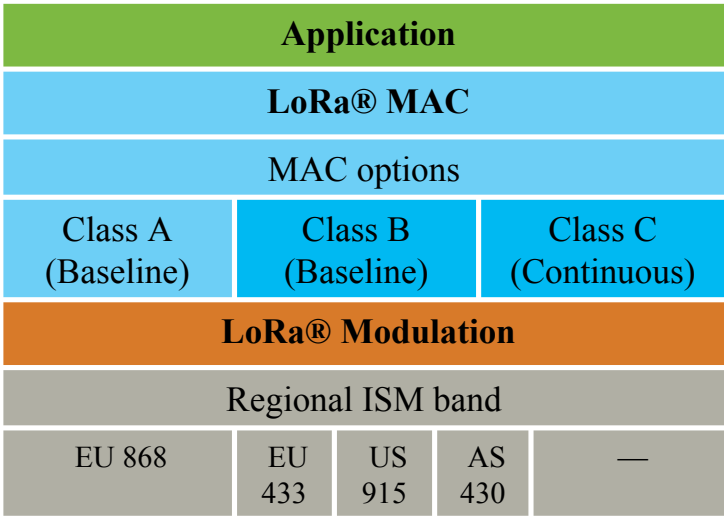 Application
LoRa® MAC
MAC options
Class A
(Baseline)
Class B
(Baseline)
Class C
(Continuous)
LoRa® Modulation
Regional ISM band
EU 868
EU
433
US
915
AS
430
—